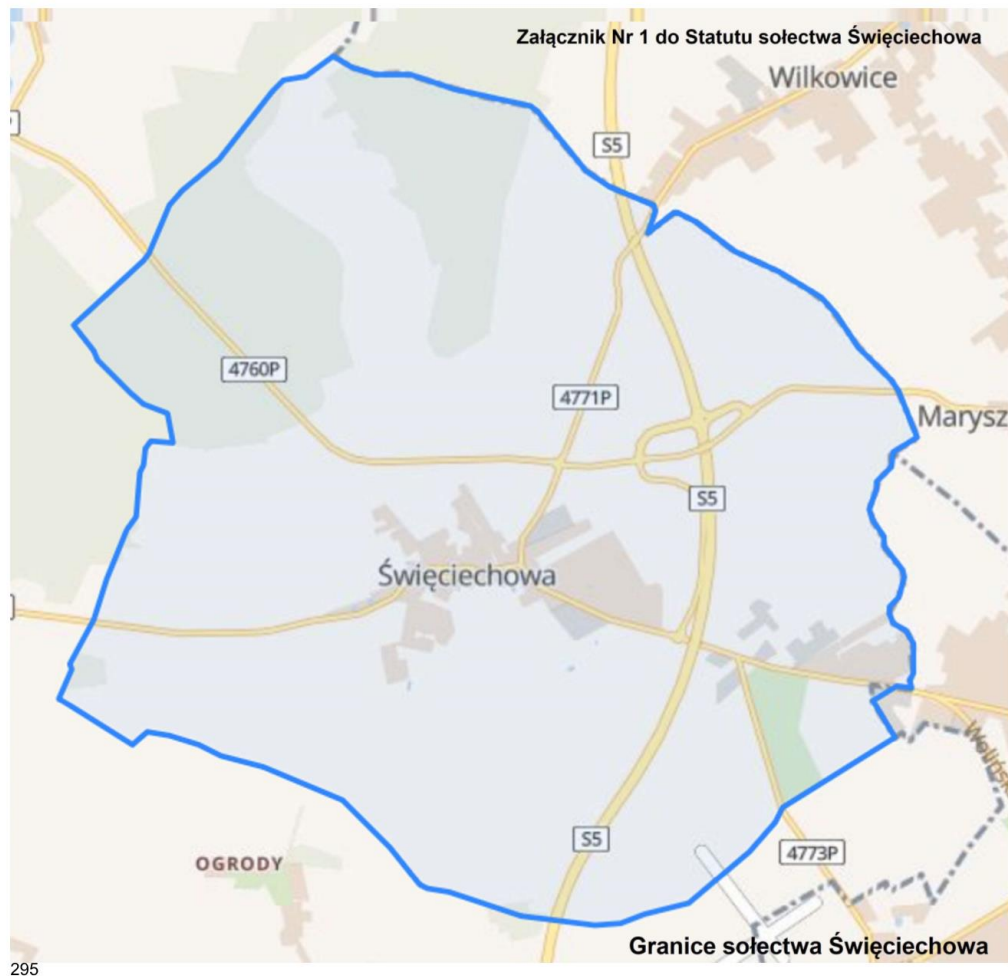 Załącznik Nr 1 do Statutu sołectwa Święciechowa
Wilkowice
S5
4760P
4771P
Marysz
S5
Święciechowa
S5
OGRODY
4773P
Granice sołectwa Święciechowa
295